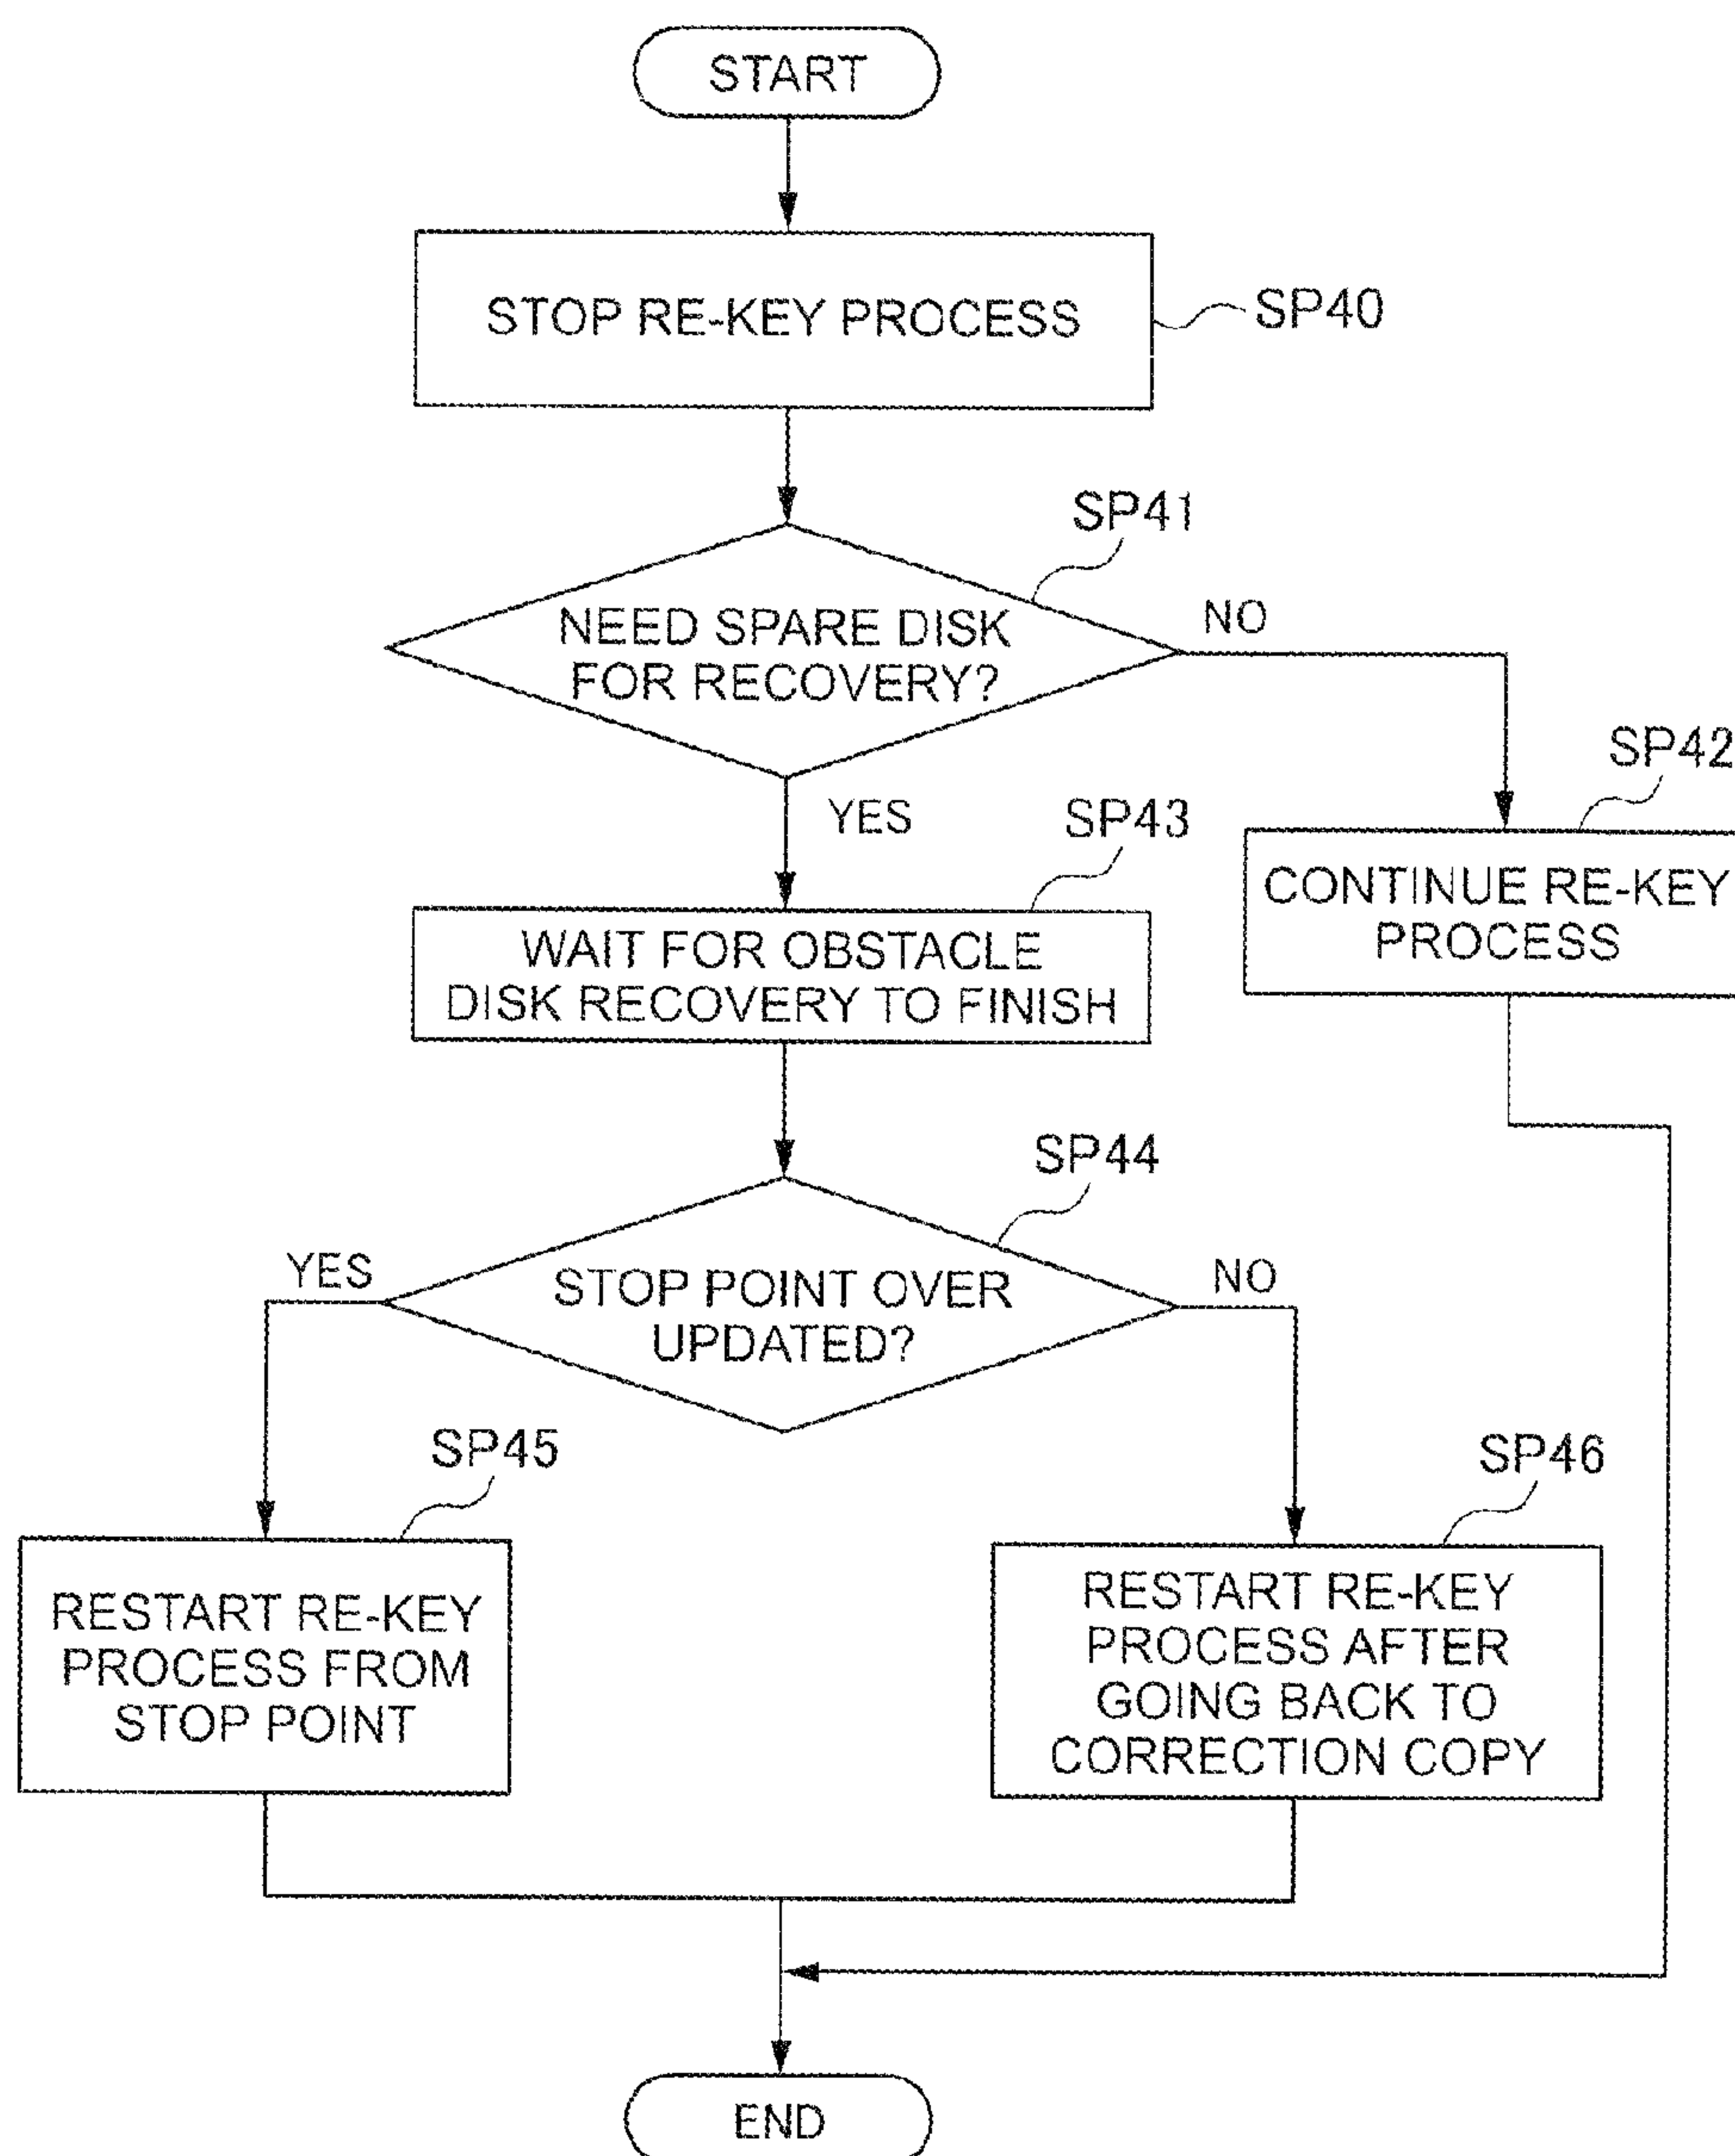 START
STOP RE-KEY PROCESS
SP40
SP41
NEED SPARE DISK
FOR RECOVERY?
NO
YES
SP42
CONTINUE RE-KEY
PROCESS
SP43
WAIT FOR OBSTACLE
DISK RECOVERY TO FINISH
SP44
STOP POINT OVER
UPDATED?
YES
NO
SP45
RESTART RE-KEY
PROCESS FROM
STOP POINT
SP46
RESTART RE-KEY
PROCESS AFTER
GOING BACK TO
CORRECTION COPY
END